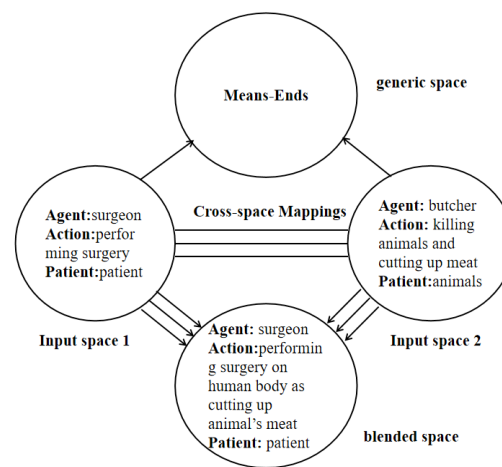 generic space
Means-Ends
Cross-space Mappings
Agent:surgeon
Action:perfor
ming surgery
Patient:patient
Input space 1
Agent: butcher
Action: killing
animals and
cutting up meat
Patient:animals
Input space 2
Agent: surgeon
Action:performin
g surgery on
human body as
cutting up
animal's meat
Patient: patient
blended space